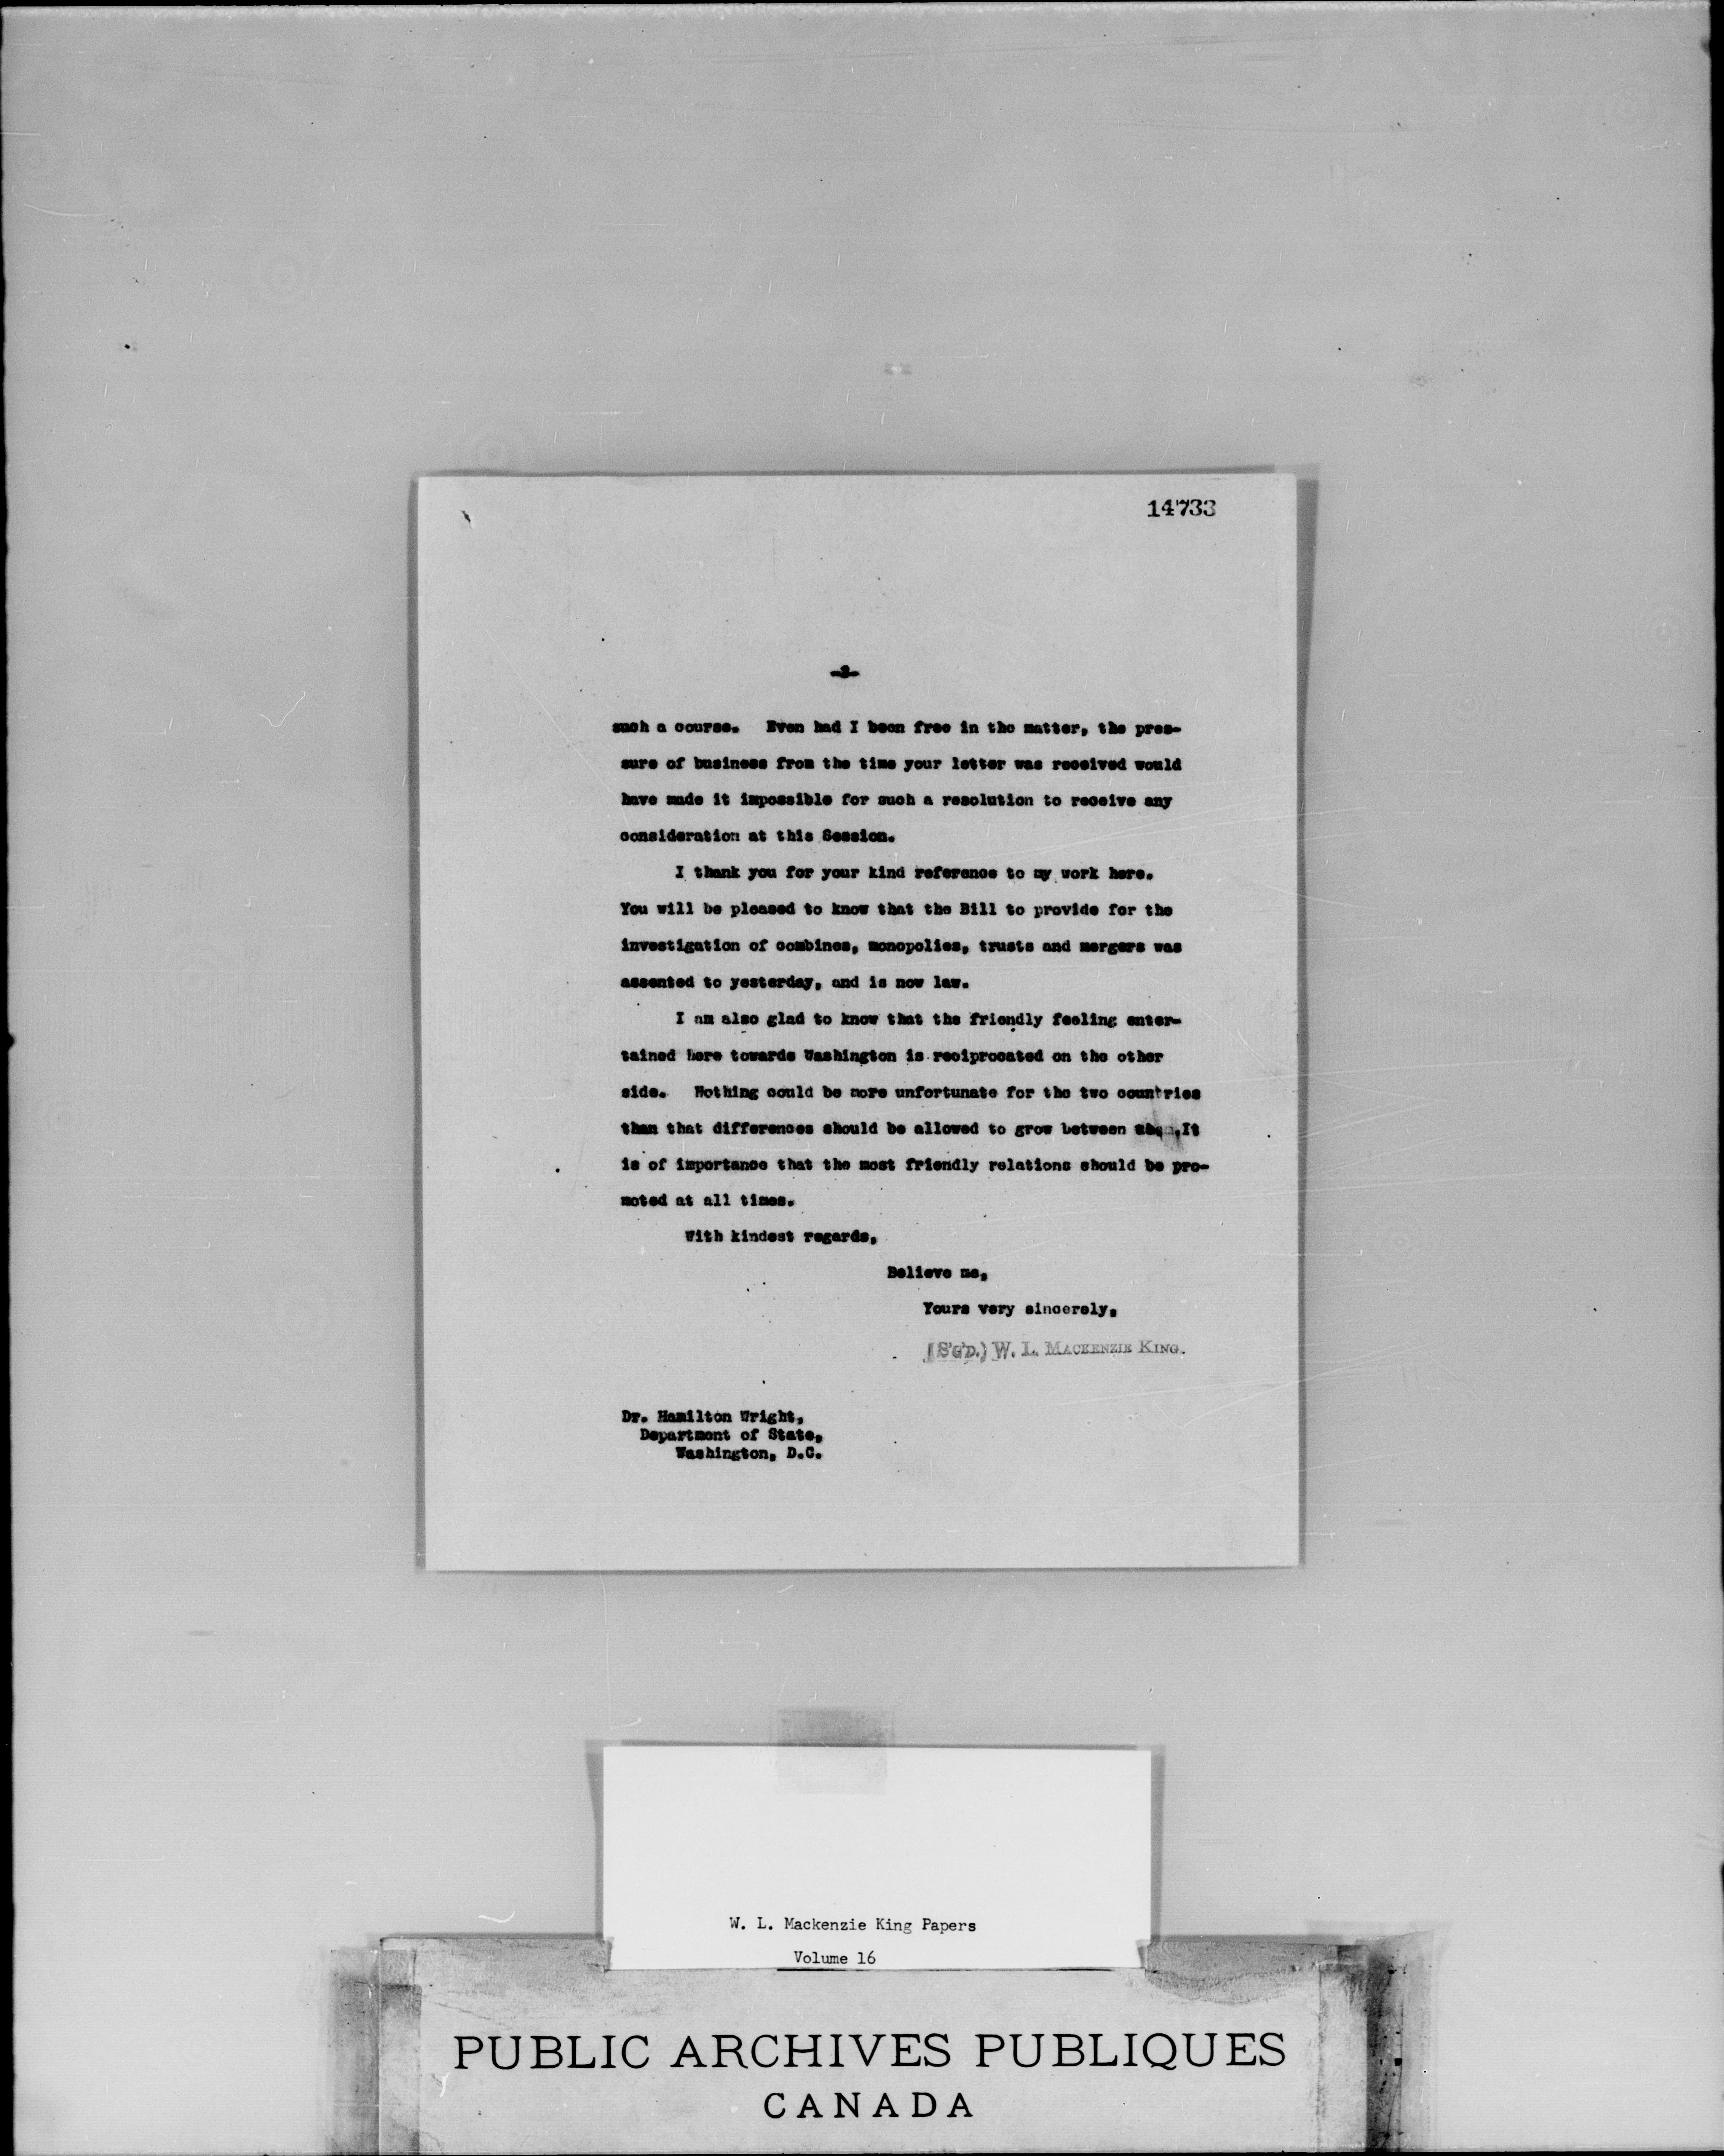 14733
-2-
such a course. Even had I been free in the matter, the pres-
sure of business from the time your letter was received would
have made it impossible for such a resolution to receive any
consideration at this Session.
I thank you for your kind reference to my work here.
You will be pleased to know that the Bill to provide for the
investigation of combines, monopolies, trusts and mergers was
assented to yesterday, and is now law.
I am also glad to know that the friendly feeling enter-
tained here towards Washington is reciprocated on the other
side. Nothing could be more unfortunate for the two countries
than that differences should be allowed to grow between them. It
is of importance that the most friendly relations should be pro-
moted at all times.
With kindest regards,
Believe me,
Yours very sincerely,
(SG'D.) W. L. MACKENZIE KING.
Dr. Hamilton Wright,
Department of State,
Washington, D.C.
W. L. Mackenzie King Papers
Volume 16
PUBLIC ARCHIVES PUBLIQUES
CANADA